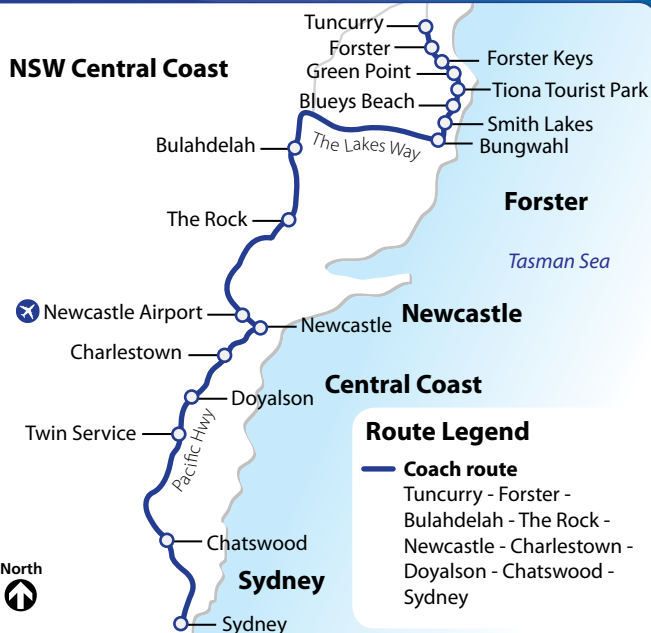 Tuncurry
Forster
Forster Keys
NSW Central Coast
Green Point
Tiona Tourist Park
Blueys Beach
Smith Lakes
The Lakes Way
Bulahdelah
Bungwahl
Forster
The Rock
Tasman Sea
Newcastle Airport
Newcastle
Newcastle
Charlestown
Central Coast
Doyalson
Twin Service
Pacific Hwy
Route Legend
Coach route
Tuncurry - Forster -
Bulahdelah - The Rock -
Newcastle - Charlestown -
Doyalson - Chatswood -
Sydney
Chatswood
North
Sydney
Sydney